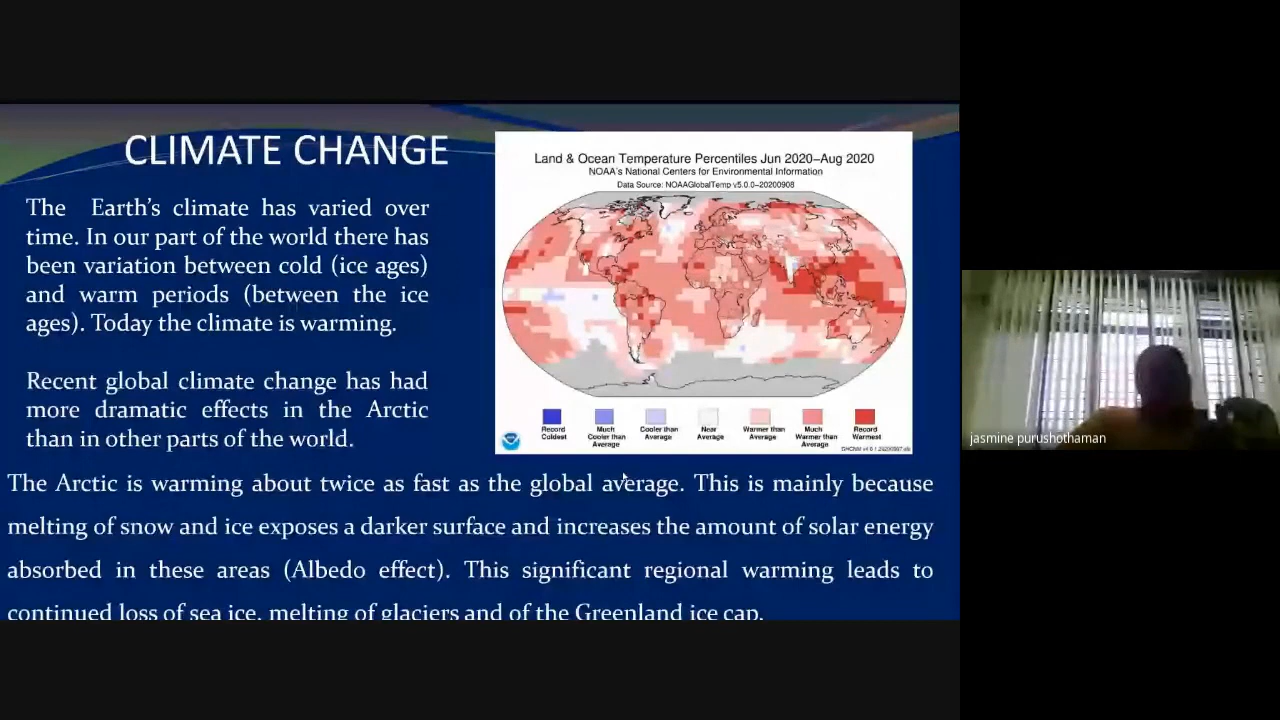 CLIMATE CHANGE
The Earth's climate has varied over
time. In our part of the world there has
been variation between cold (ice ages)
and warm periods (between the ice
ages). Today the climate is warming.
Recent global climate change has had
more dramatic effects in the Arctic
than in other parts of the world.
The Arctic is warming about twice as fast as the global average. This is mainly because
melting of snow and ice exposes a darker surface and increases the amount of solar energy
absorbed in these areas (Albedo effect). This significant regional warming leads to
continued loss of sea ice, melting of glaciers and of the Greenland ice cap.
Land & Ocean Temperature Percentiles Jun 2020–Aug 2020
NOAA's National Centers for Environmental Information
Data Source: NOAAGlobalTemp v5.0.0–20200908
Record
Coldest
Much
Cooler than
Average
Cooler than
Average
Near
Average
Warmer than
Average
Much
Warmer than
Average
Record
Warmest
jasmine purushothaman